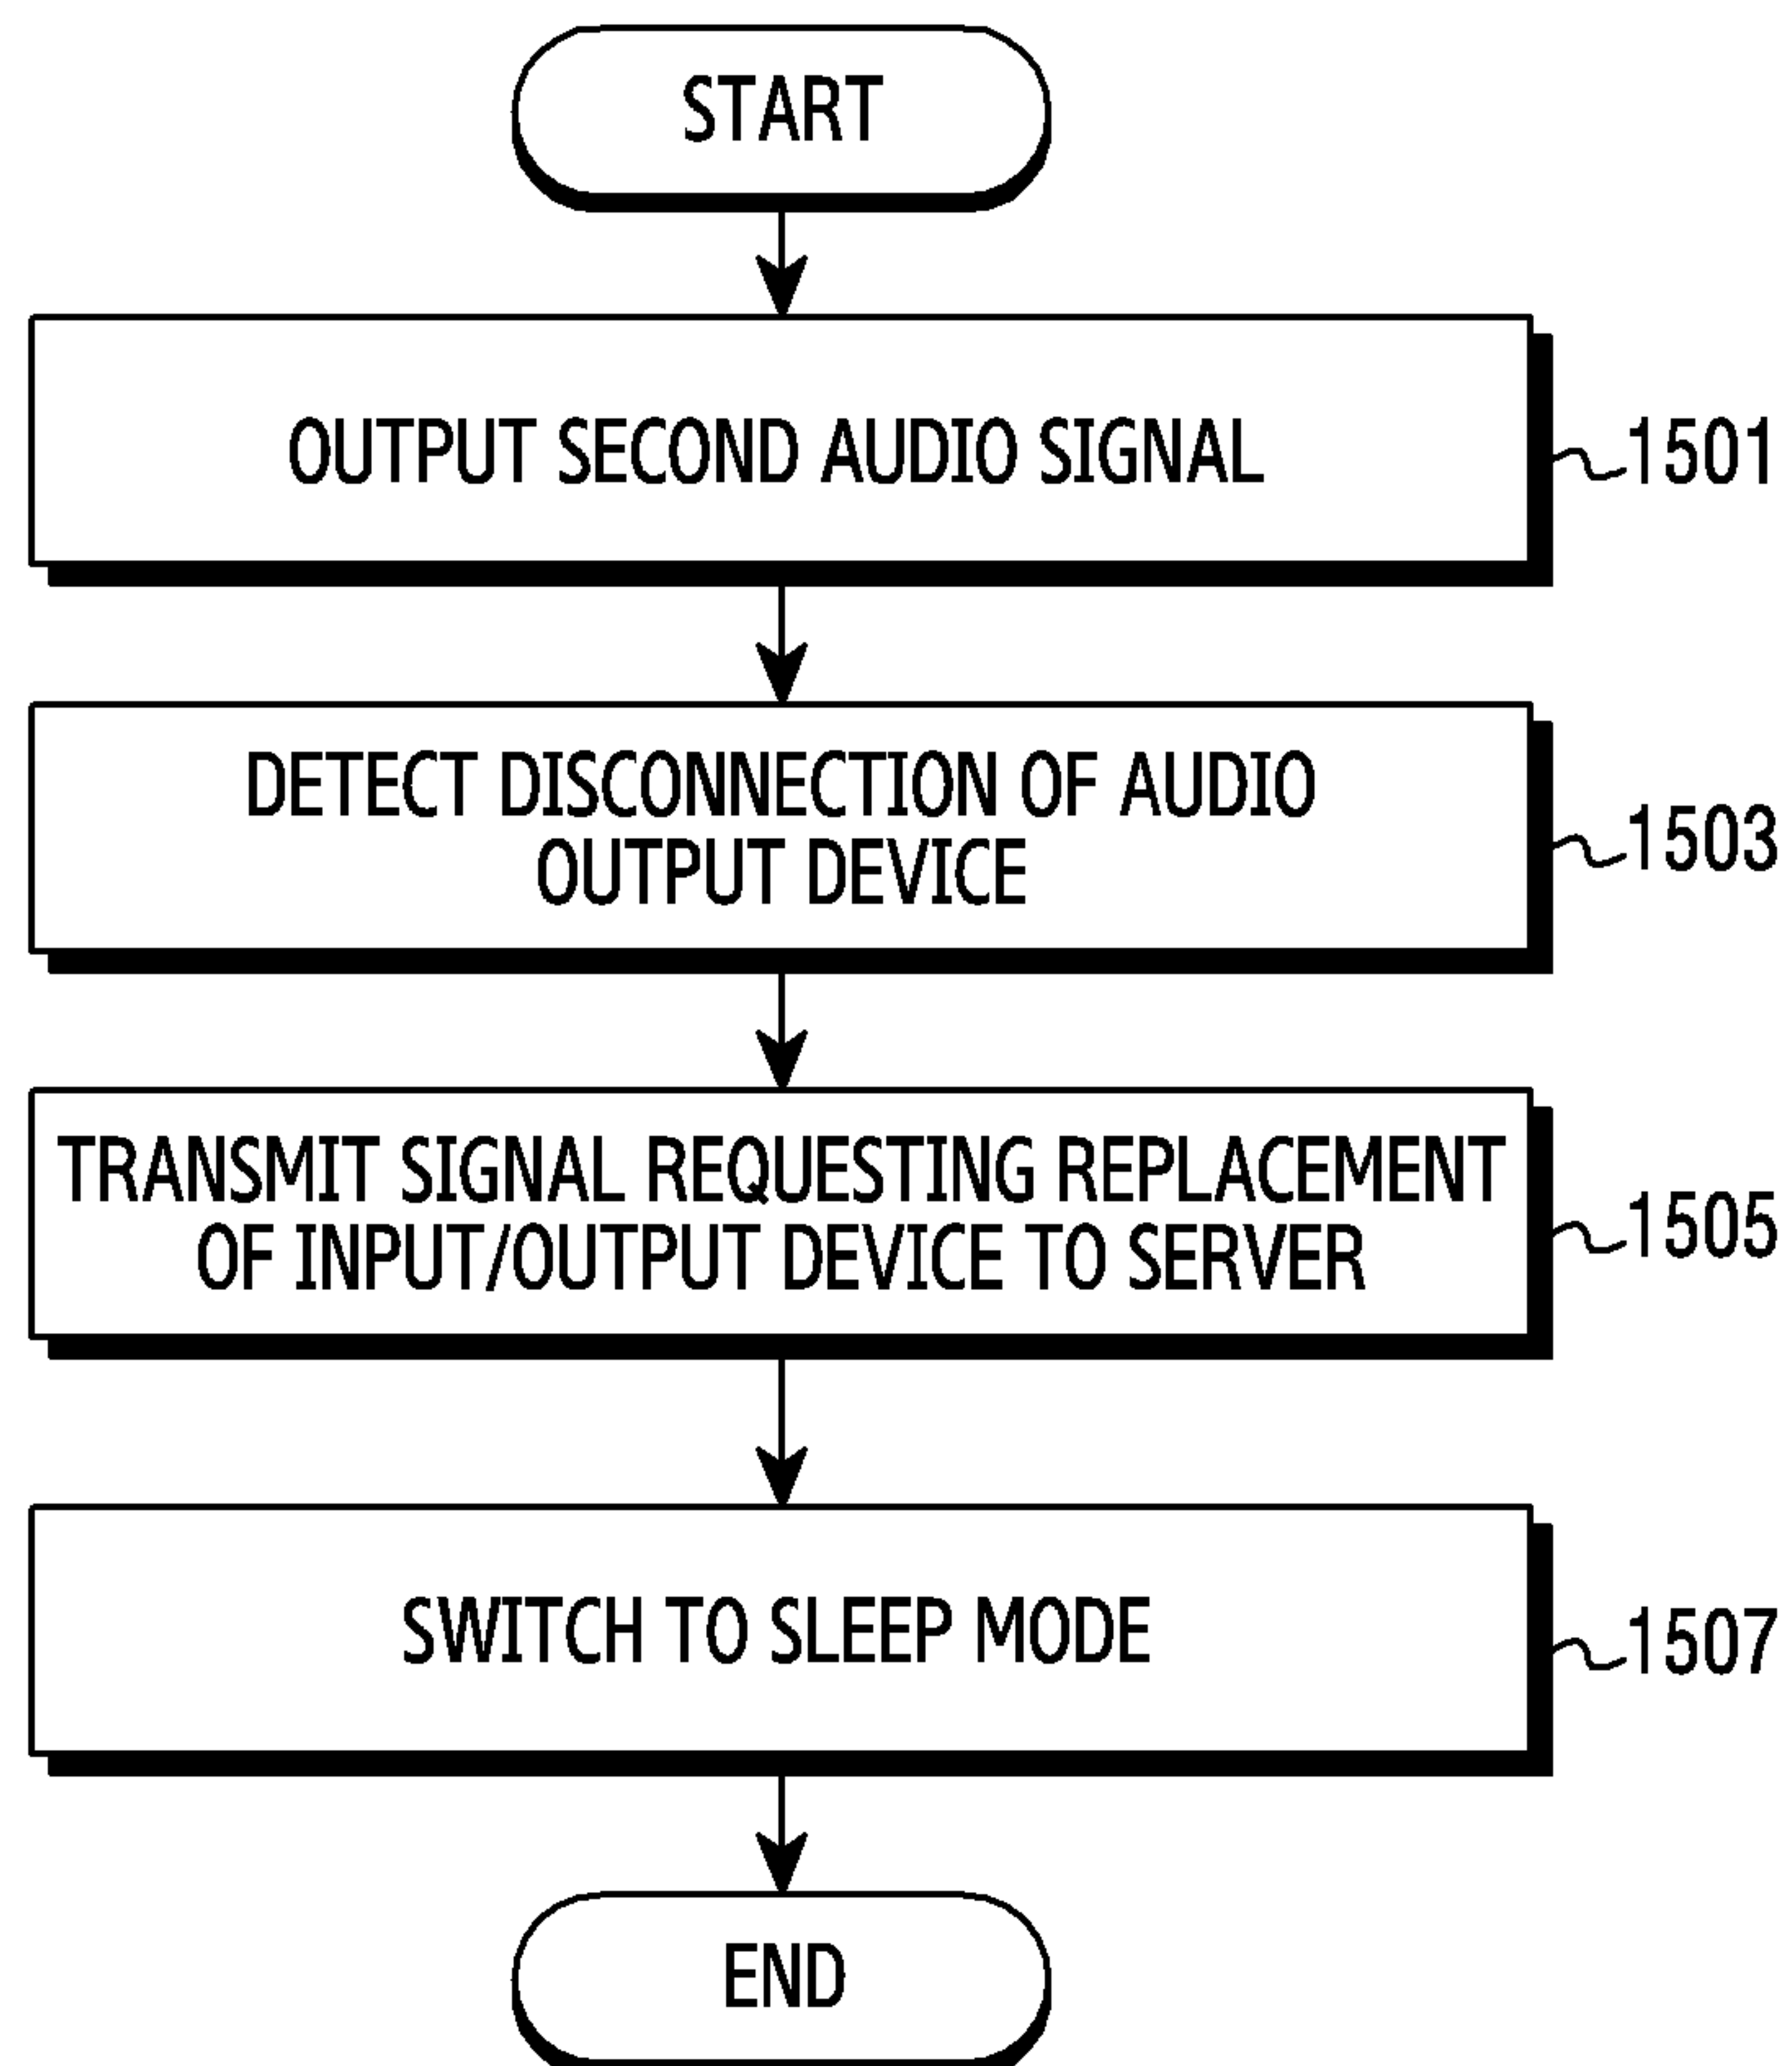 START
OUTPUT SECOND AUDIO SIGNAL
1501
DETECT DISCONNECTION OF AUDIO
OUTPUT DEVICE
1503
TRANSMIT SIGNAL REQUESTING REPLACEMENT
OF INPUT/OUTPUT DEVICE TO SERVER
1505
SWITCH TO SLEEP MODE
1507
END